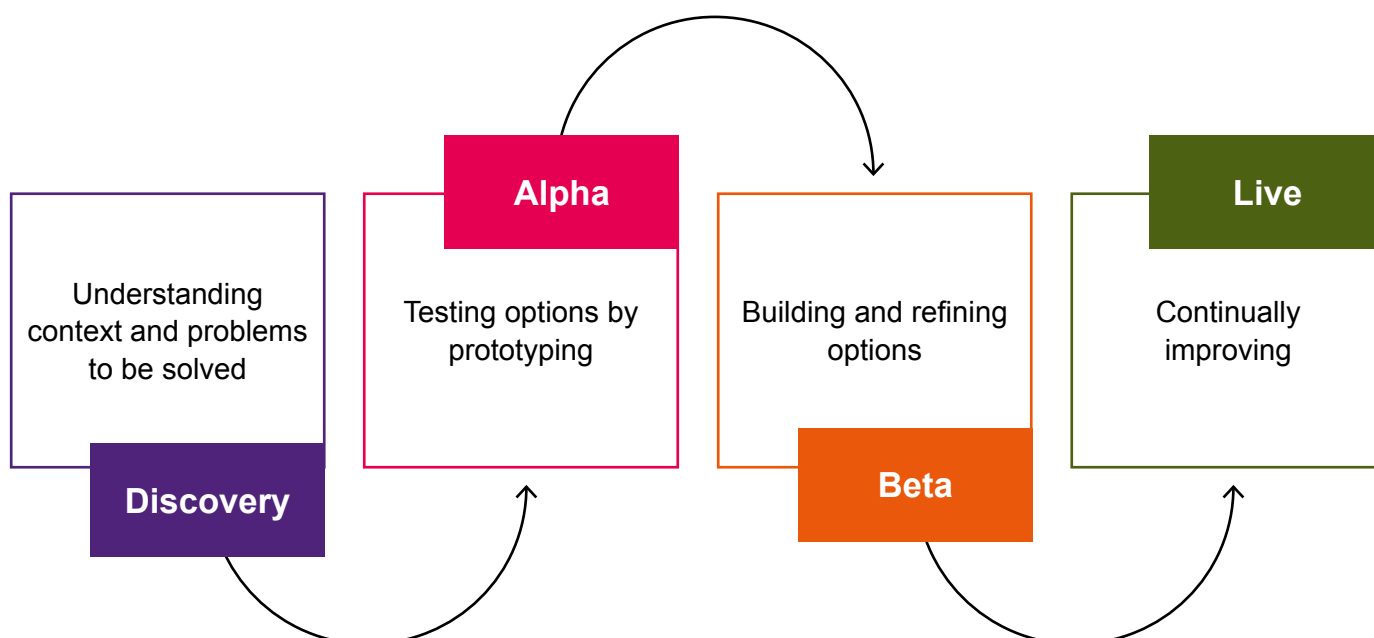 Understanding
context and problems
to be solved
Discovery
Alpha
Testing options by
prototyping
Building and refining
options
Beta
Live
Continually
improving